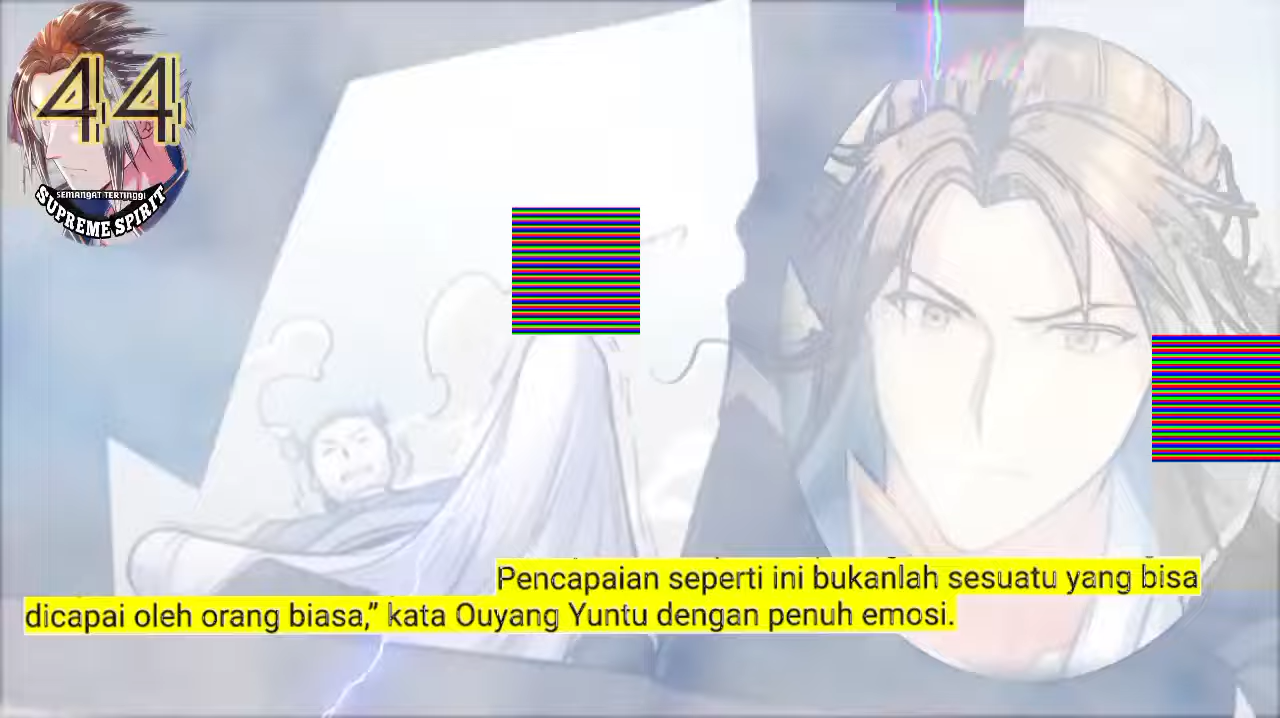 44
SEMANGAT TERTINGGI
SUPREME SPIRIT
Pencapaian seperti ini bukanlah sesuatu yang bisa
dicapai oleh orang biasa,” kata Ouyang Yuntu dengan penuh emosi.